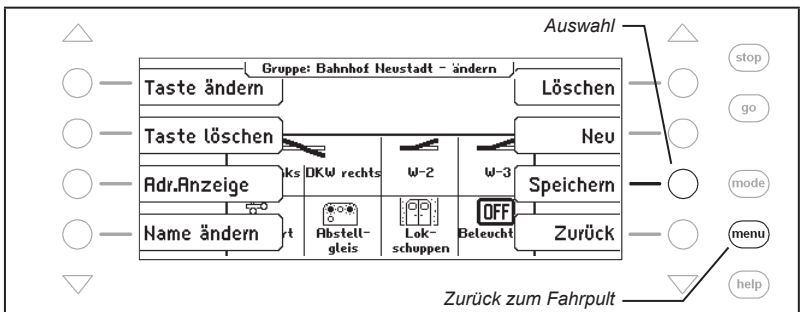 Auswahl
stop
Gruppe: Bahnhof Neustadt - ändern
Taste ändern
Löschen
go
Taste löschen
Neu
ks
DKW rechts
W-2
W-3
Adr.Anzeige
Speichern
mode
OFF
Name ändern
rt
Abstell-
gleis
Lok-
schuppen
Beleucht
Zurück
menu
help
Zurück zum Fahrpult